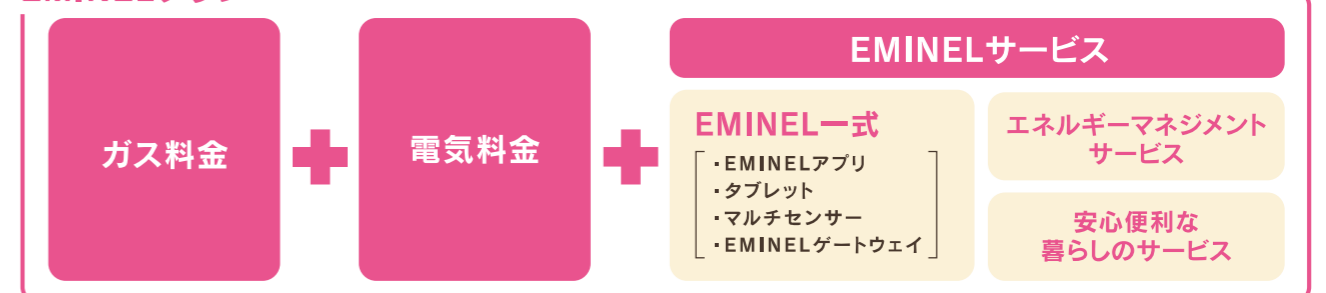 ガス料金
電気料金
EMINELサービス
EMINEL一式
・EMINELアプリ
・タブレット
・マルチセンサー
・EMINELゲートウェイ
エネルギーマネジメント
サービス
安心便利な
暮らしのサービス